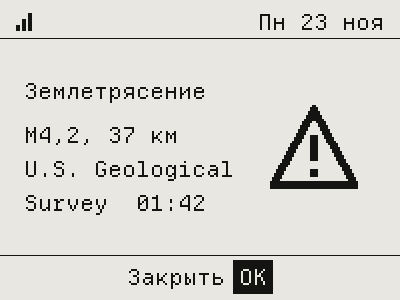 Пн 23 ноя
Землетрясение
M4,2, 37 км
U.S. Geological
Survey  01:42
Закрыть OK